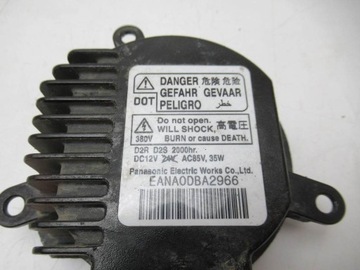 DANGER 危険 危险
GEFAHR GEVAAR
DOT PELIGRO خطر
Do not open.
WILL SHOCK, 高電圧
380V BURN or cause DEATH.
D2R D2S 2000hr.
DC12V 24V AC85V, 35W
Panasonic Electric Works Co.,Ltd.
EANA0DBA2966